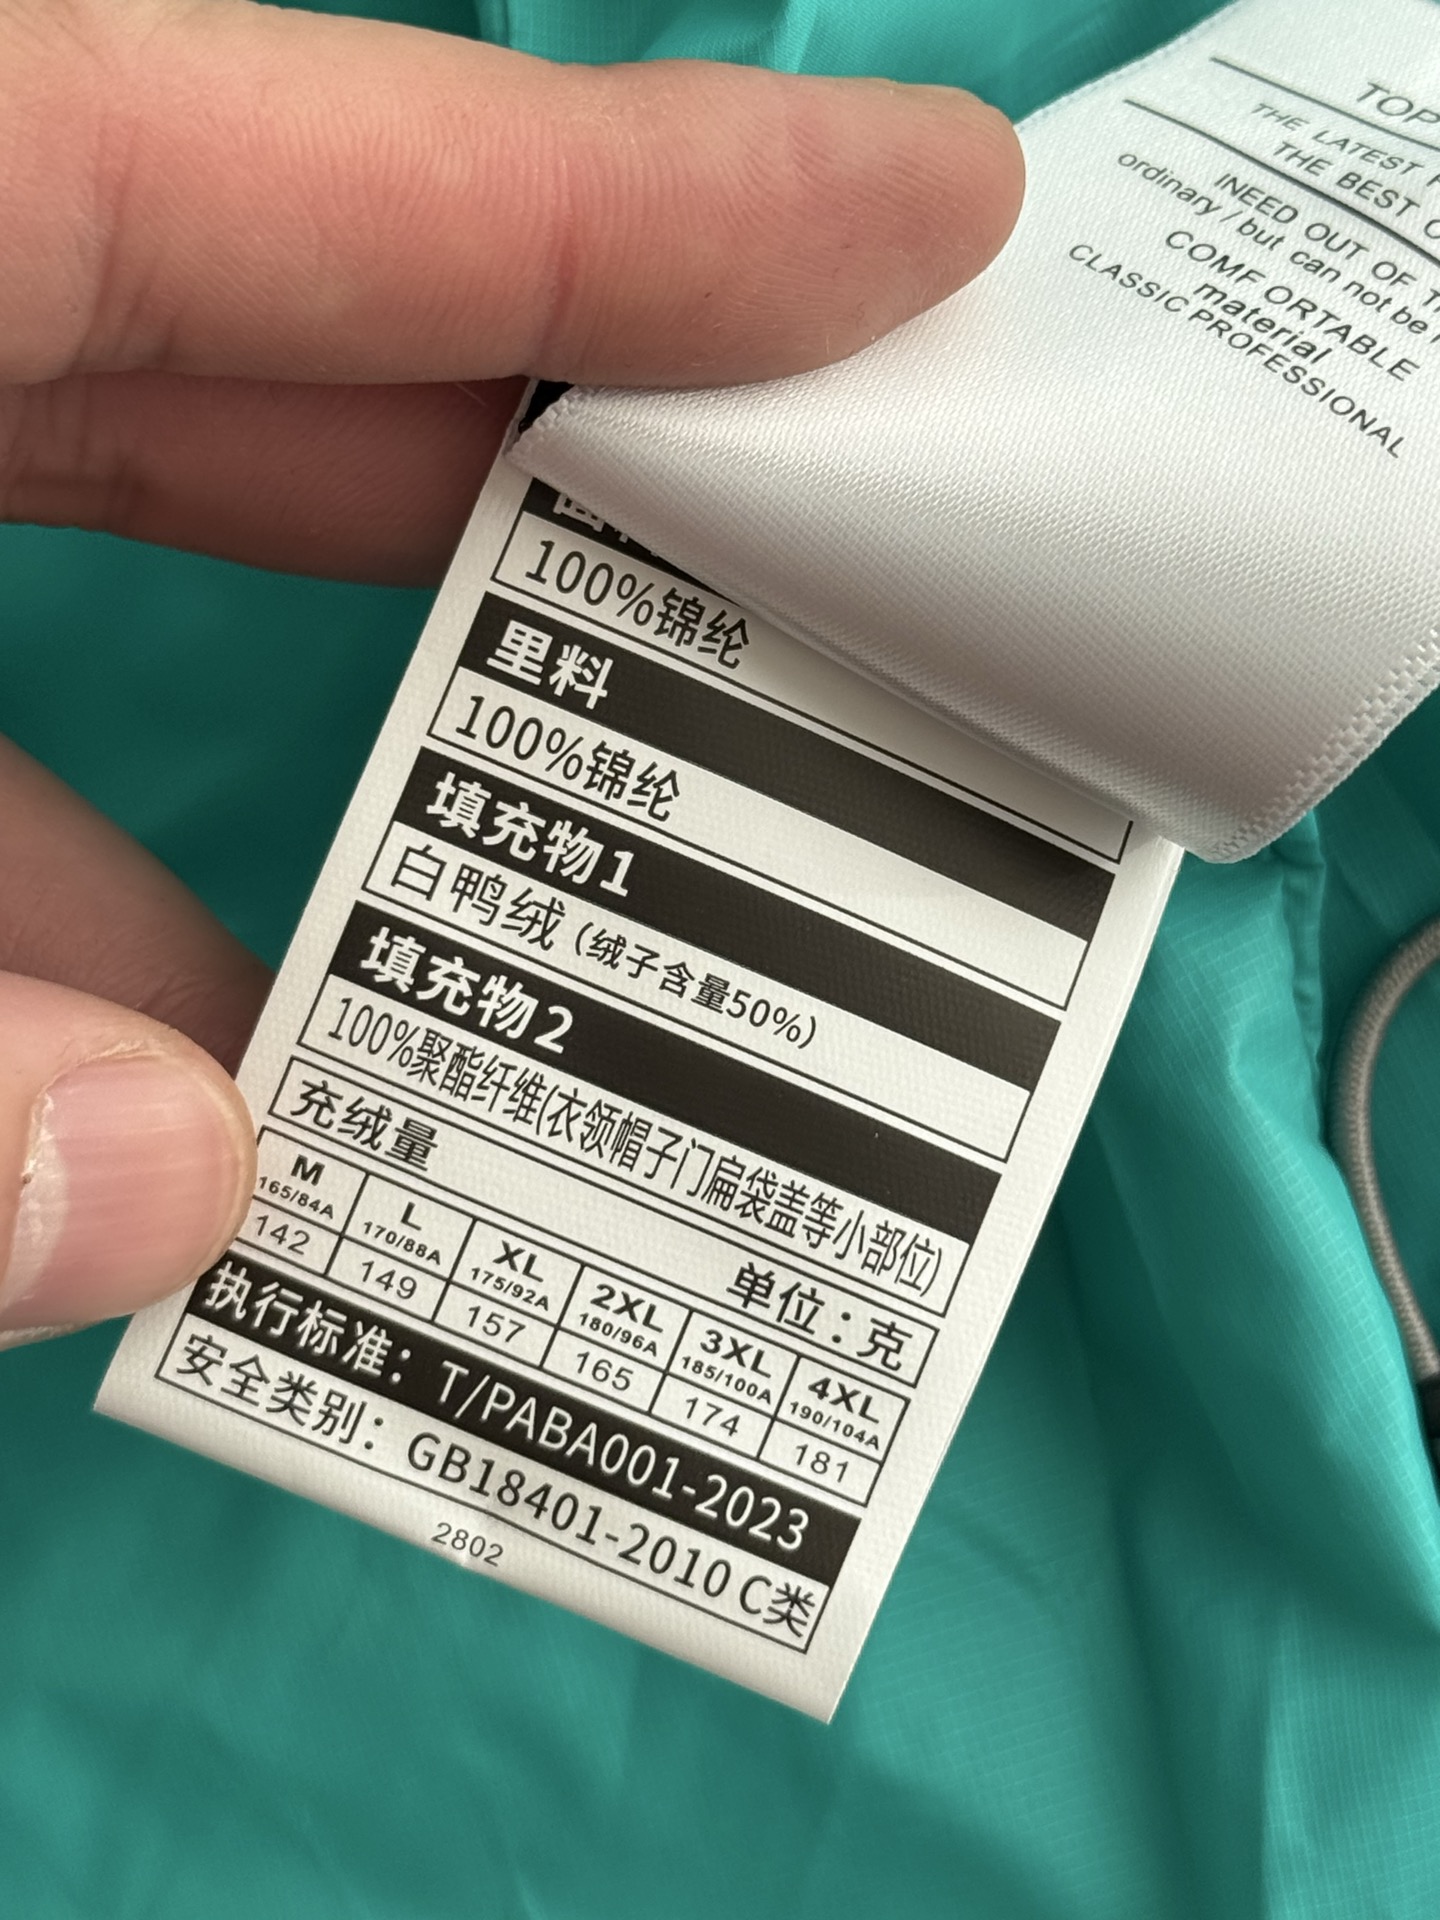 TOP
THE LATEST
THE BEST
INEED OUT OF
ordinary / but can not be
COMF ORTABLE
material
CLASSIC PROFESSIONAL
100%锦纶
里料
100%锦纶
填充物1
白鸭绒（绒子含量50%）
填充物2
100%聚酯纤维(衣领帽子门扁袋盖等小部位)
充绒量 单位：克
M L XL 2XL 3XL 4XL
165/84A 170/88A 175/92A 180/96A 185/100A 190/104A
142 149 157 165 174 181
执行标准：T/PABA001-2023
安全类别：GB18401-2010 C类
2802